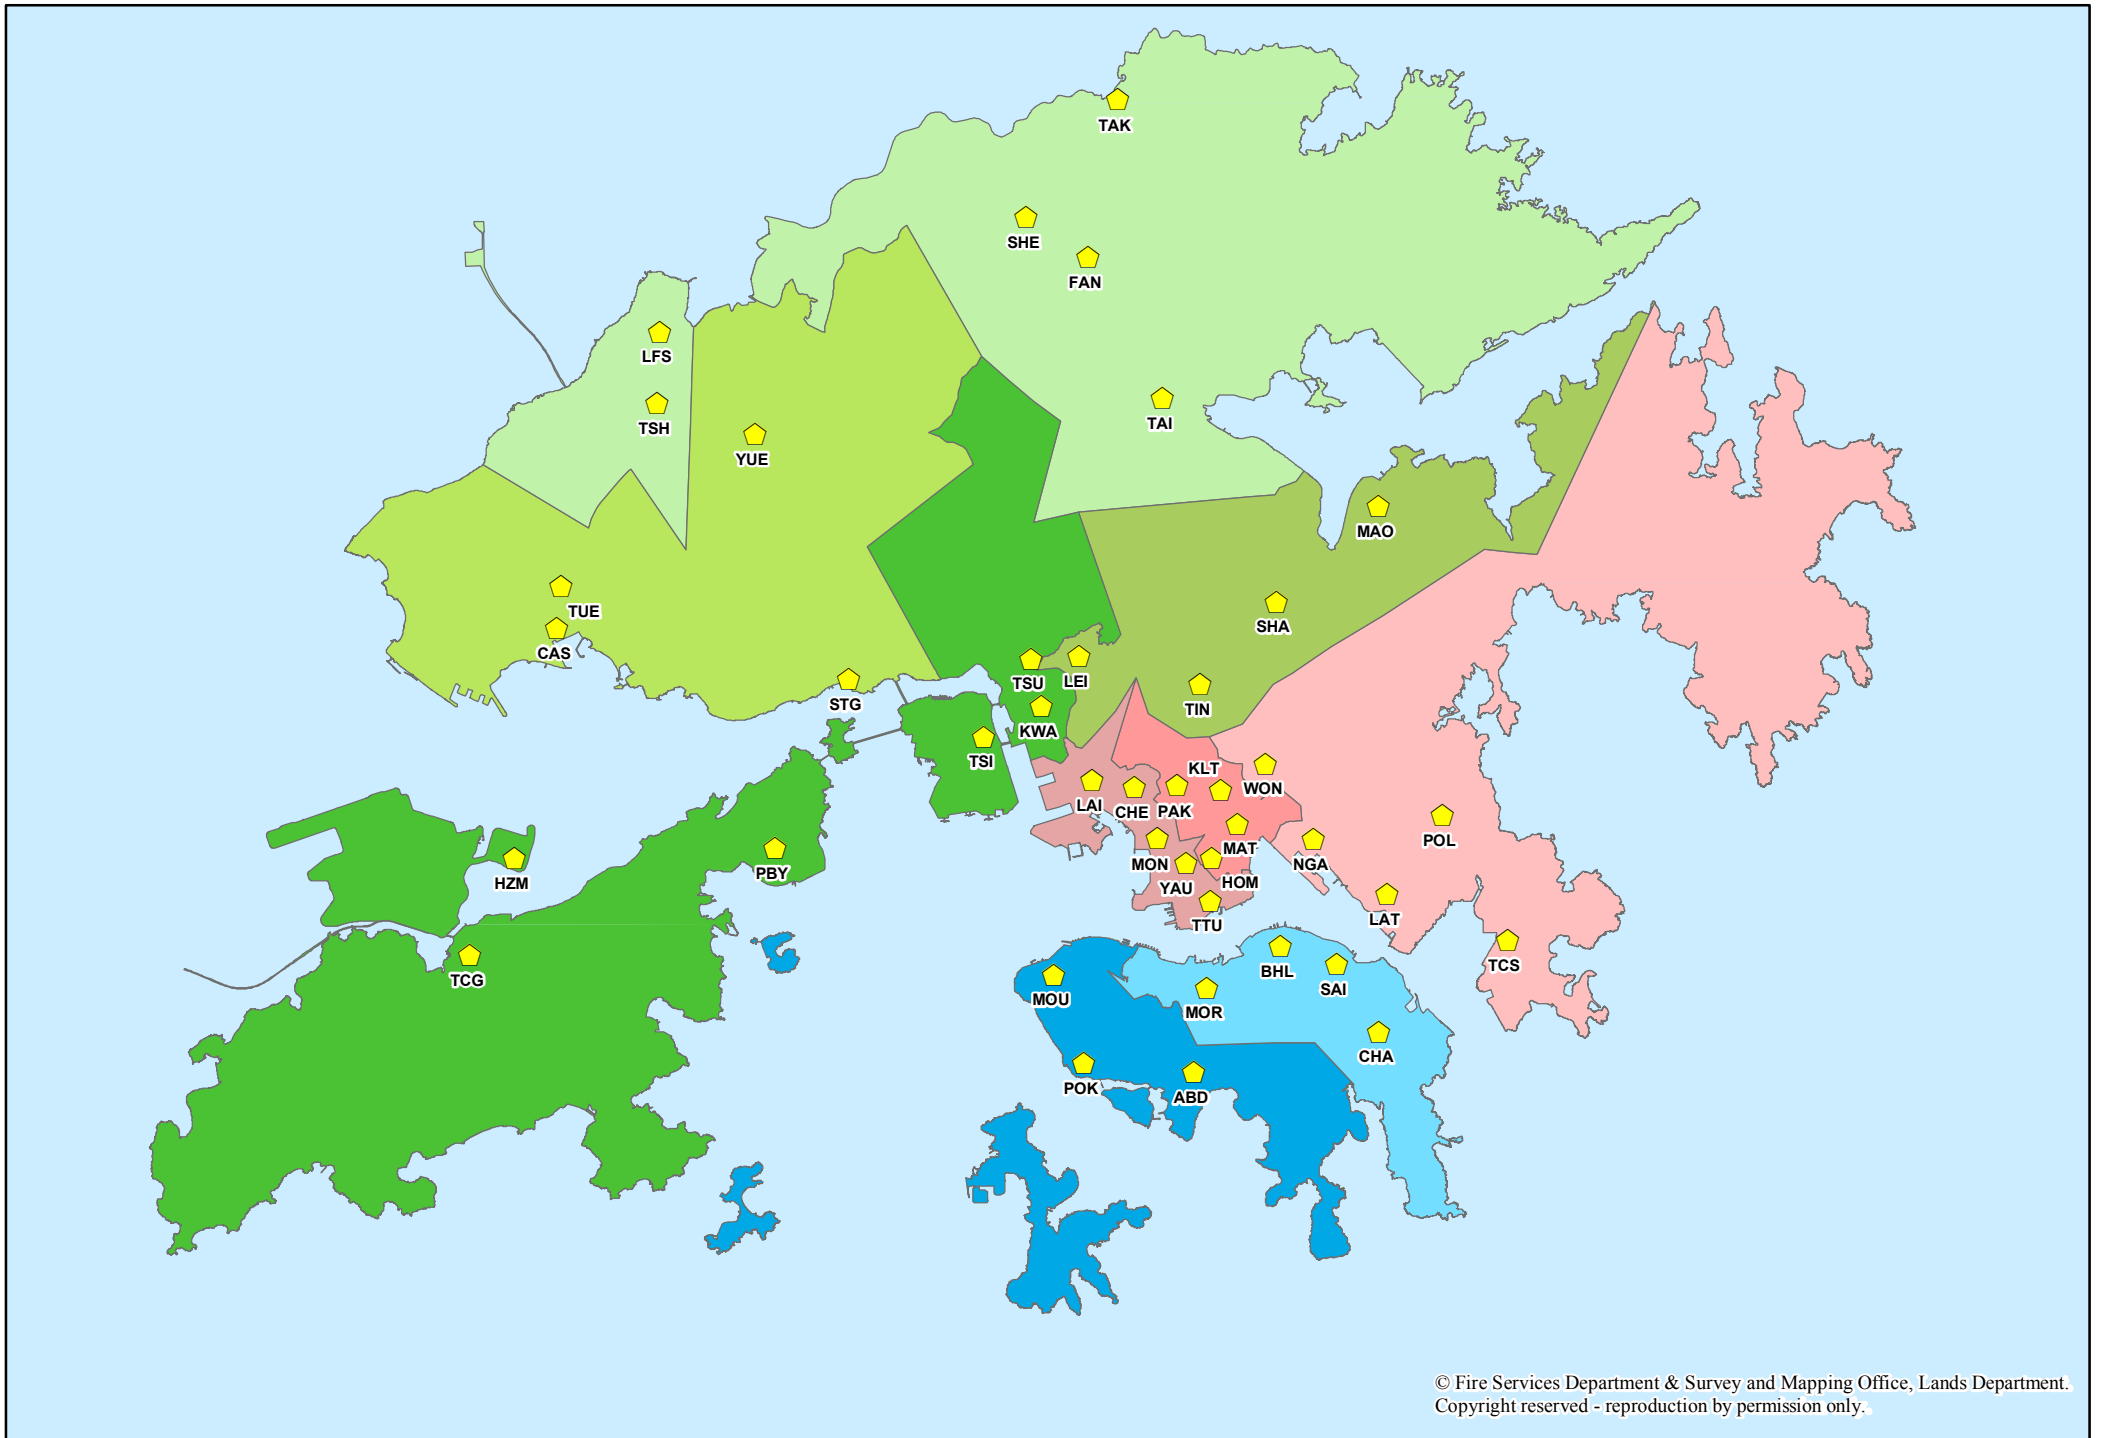 TAK
SHE
FAN
LFS
TSH
TAI
YUE
MAO
TUE
SHA
CAS
TSU
LEI
STG
TIN
KWA
TSI
KLT
WON
LAI
CHE
PAK
POL
MON
MAT
NGA
PBY
HZM
YAU
HOM
LAT
TTU
TCS
TCG
BHL
SAI
MOU
MOR
CHA
POK
ABD
© Fire Services Department & Survey and Mapping Office, Lands Department.
Copyright reserved - reproduction by permission only.